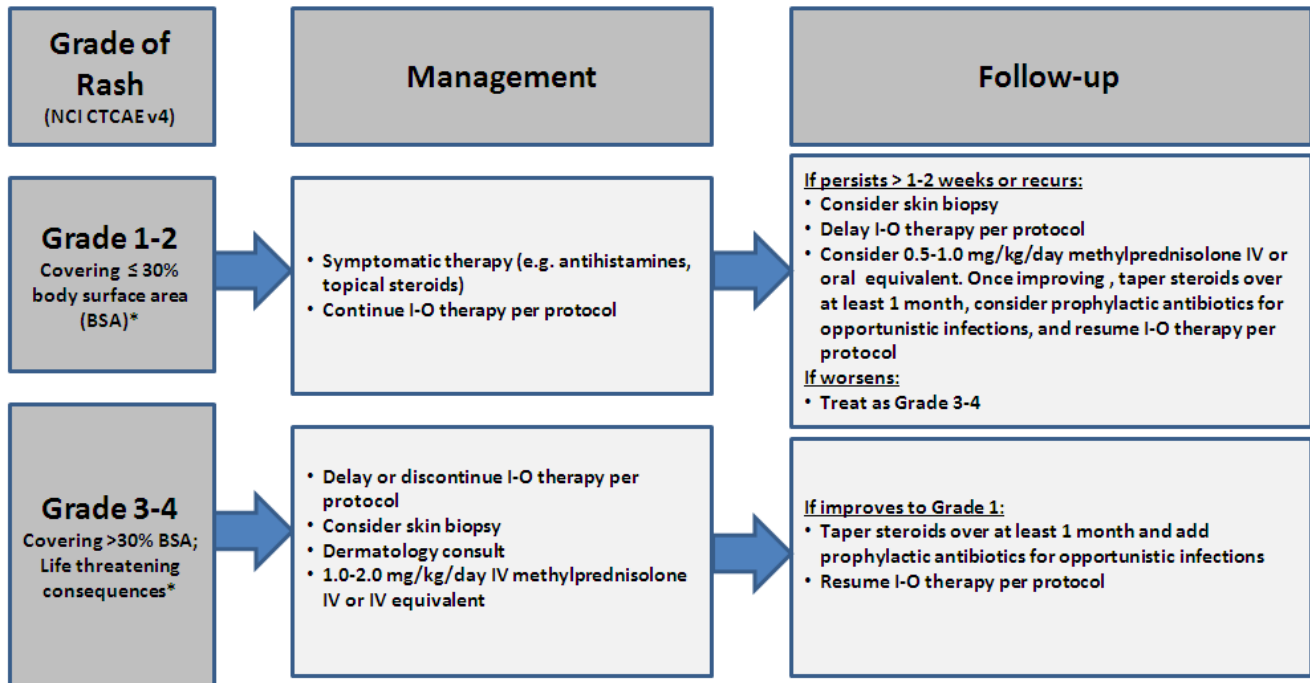 Grade of
Rash
(NCI CTCAE v4)
Management
Follow-up
Grade 1-2
Covering ≤ 30%
body surface area
(BSA)*
• Symptomatic therapy (e.g. antihistamines,
topical steroids)
• Continue I-O therapy per protocol
If persists > 1-2 weeks or recurs:
• Consider skin biopsy
• Delay I-O therapy per protocol
• Consider 0.5-1.0 mg/kg/day methylprednisolone IV or
oral equivalent. Once improving , taper steroids over
at least 1 month, consider prophylactic antibiotics for
opportunistic infections, and resume I-O therapy per
protocol
If worsens:
• Treat as Grade 3-4
Grade 3-4
Covering >30% BSA;
Life threatening
consequences*
• Delay or discontinue I-O therapy per
protocol
• Consider skin biopsy
• Dermatology consult
• 1.0-2.0 mg/kg/day IV methylprednisolone
IV or IV equivalent
If improves to Grade 1:
• Taper steroids over at least 1 month and add
prophylactic antibiotics for opportunistic infections
• Resume I-O therapy per protocol